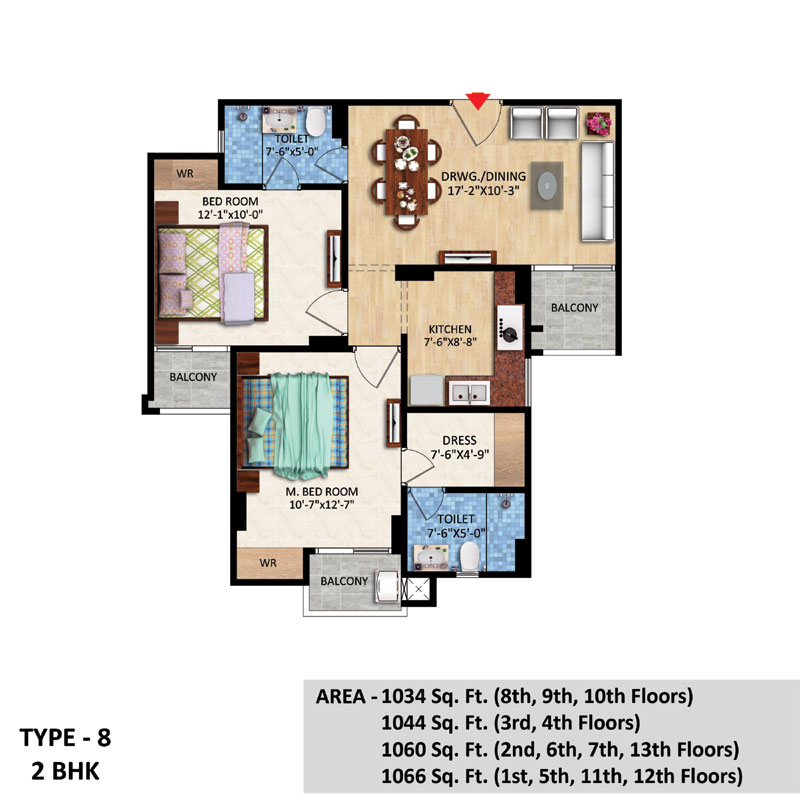 TOILET
7'-6"x5'-0"
DRWG./DINING
17'-2"X10'-3"
WR
BED ROOM
12'-1"x10'-0"
BALCONY
KITCHEN
7'-6"X8'-8"
BALCONY
DRESS
7'-6"X4'-9"
M. BED ROOM
10'-7"x12'-7"
TOILET
7'-6"X5'-0"
WR
BALCONY
AREA - 1034 Sq. Ft. (8th, 9th, 10th Floors)
1044 Sq. Ft. (3rd, 4th Floors)
1060 Sq. Ft. (2nd, 6th, 7th, 13th Floors)
1066 Sq. Ft. (1st, 5th, 11th, 12th Floors)
TYPE - 8
2 BHK